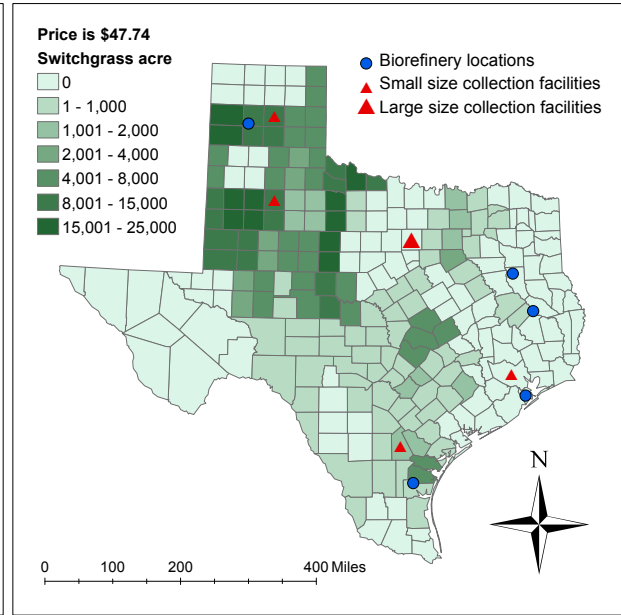 Price is $47.74
Switchgrass acre
0
1 - 1,000
1,001 - 2,000
2,001 - 4,000
4,001 - 8,000
8,001 - 15,000
15,001 - 25,000
Biorefinery locations
Small size collection facilities
Large size collection facilities
N
0 100 200 400 Miles